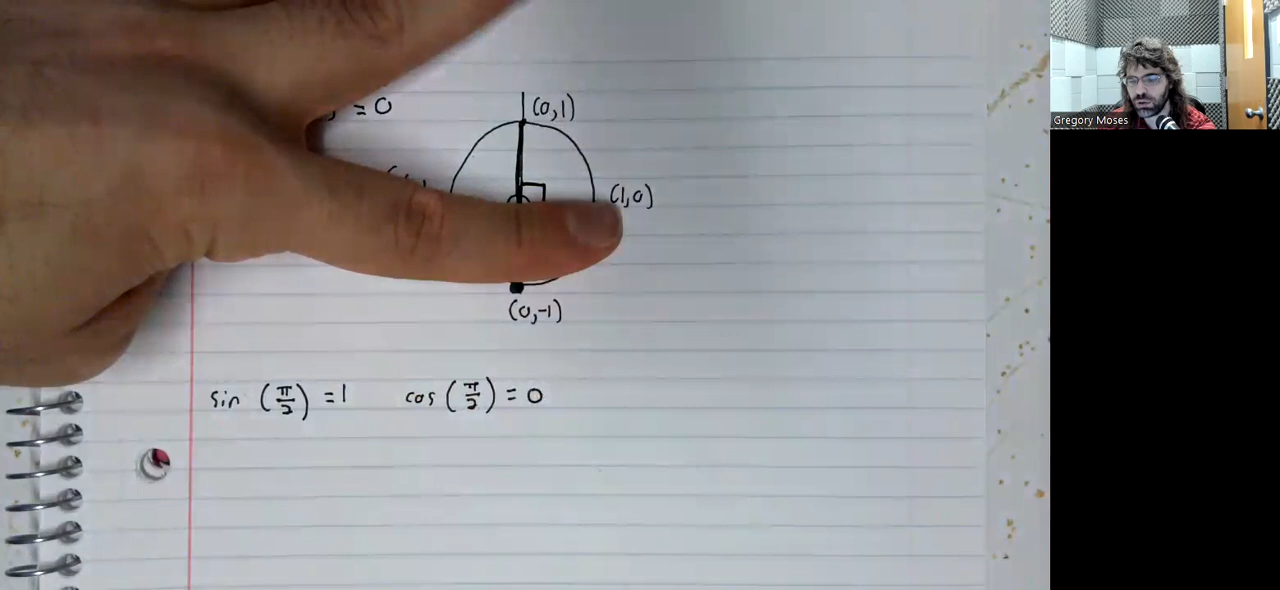 = 0
(0,1)
(1,0)
(0,-1)
sin (π/2) = 1 cos (π/2) = 0
Gregory Moses